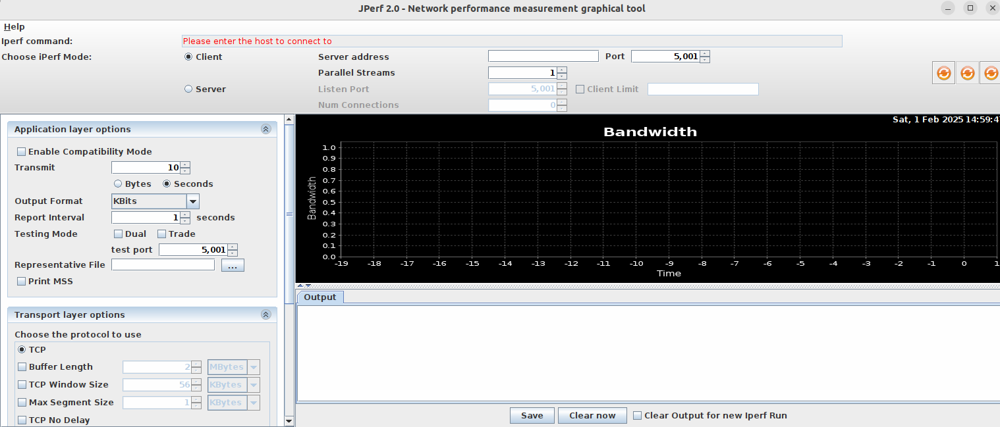 JPerf 2.0 - Network performance measurement graphical tool
Help
Iperf command: Please enter the host to connect to
Choose iPerf Mode: Client Server address Port 5,001
Parallel Streams 1
Server Listen Port 5,001 Client Limit
Num Connections 0
Application layer options
Enable Compatibility Mode
Transmit 10
Bytes Seconds
Output Format KBits
Report Interval 1 seconds
Testing Mode Dual Trade
test port 5,001
Representative File ...
Print MSS
Transport layer options
Choose the protocol to use
TCP
Buffer Length 2 MBytes
TCP Window Size 56 KBytes
Max Segment Size 1 KBytes
TCP No Delay
Sat, 1 Feb 2025 14:59:4
Bandwidth
Bandwidth
1.0
0.9
0.8
0.7
0.6
0.5
0.4
0.3
0.2
0.1
0.0
-19 -18 -17 -16 -15 -14 -13 -12 -11 -10 -9 -8 -7 -6 -5 -4 -3 -2 -1 0 1
Time
Output
Save Clear now Clear Output for new Iperf Run